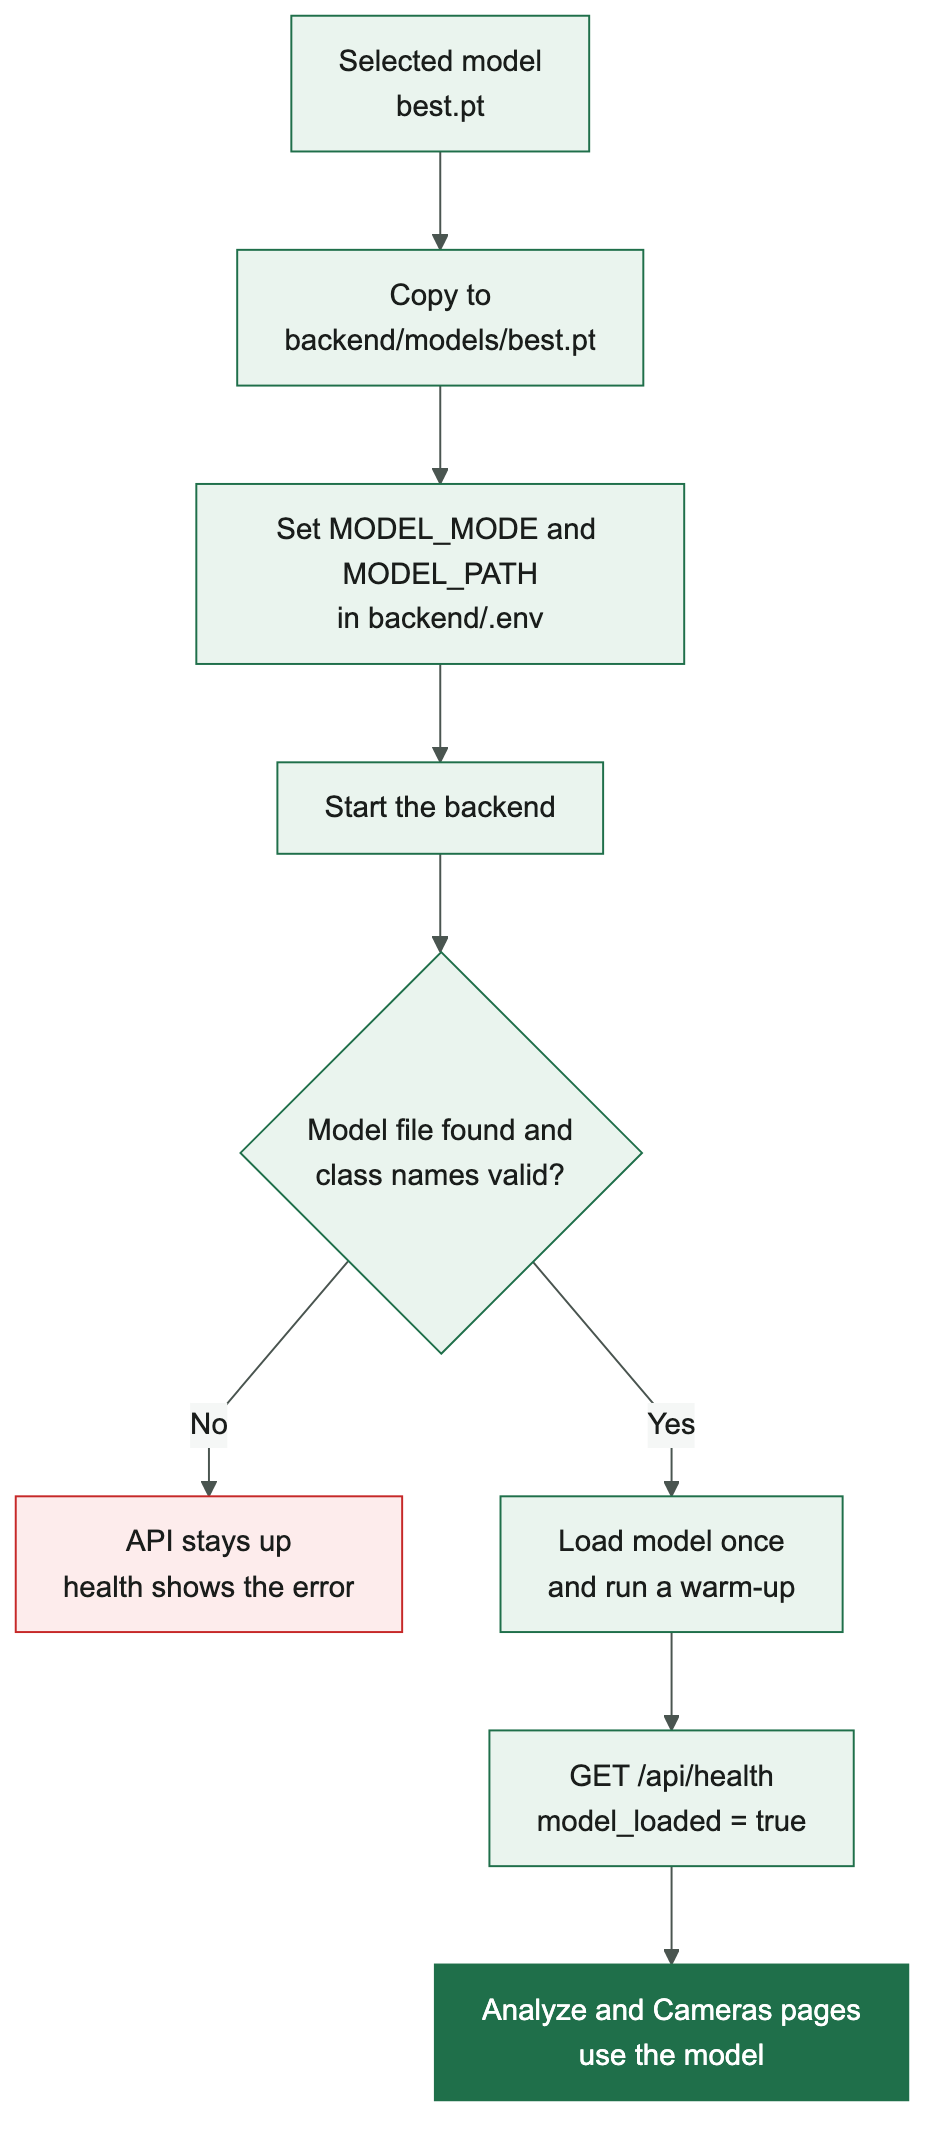 Selected model
best.pt
Copy to
backend/models/best.pt
Set MODEL_MODE and
MODEL_PATH
in backend/.env
Start the backend
Model file found and
class names valid?
No
Yes
API stays up
health shows the error
Load model once
and run a warm-up
GET /api/health
model_loaded = true
Analyze and Cameras pages
use the model